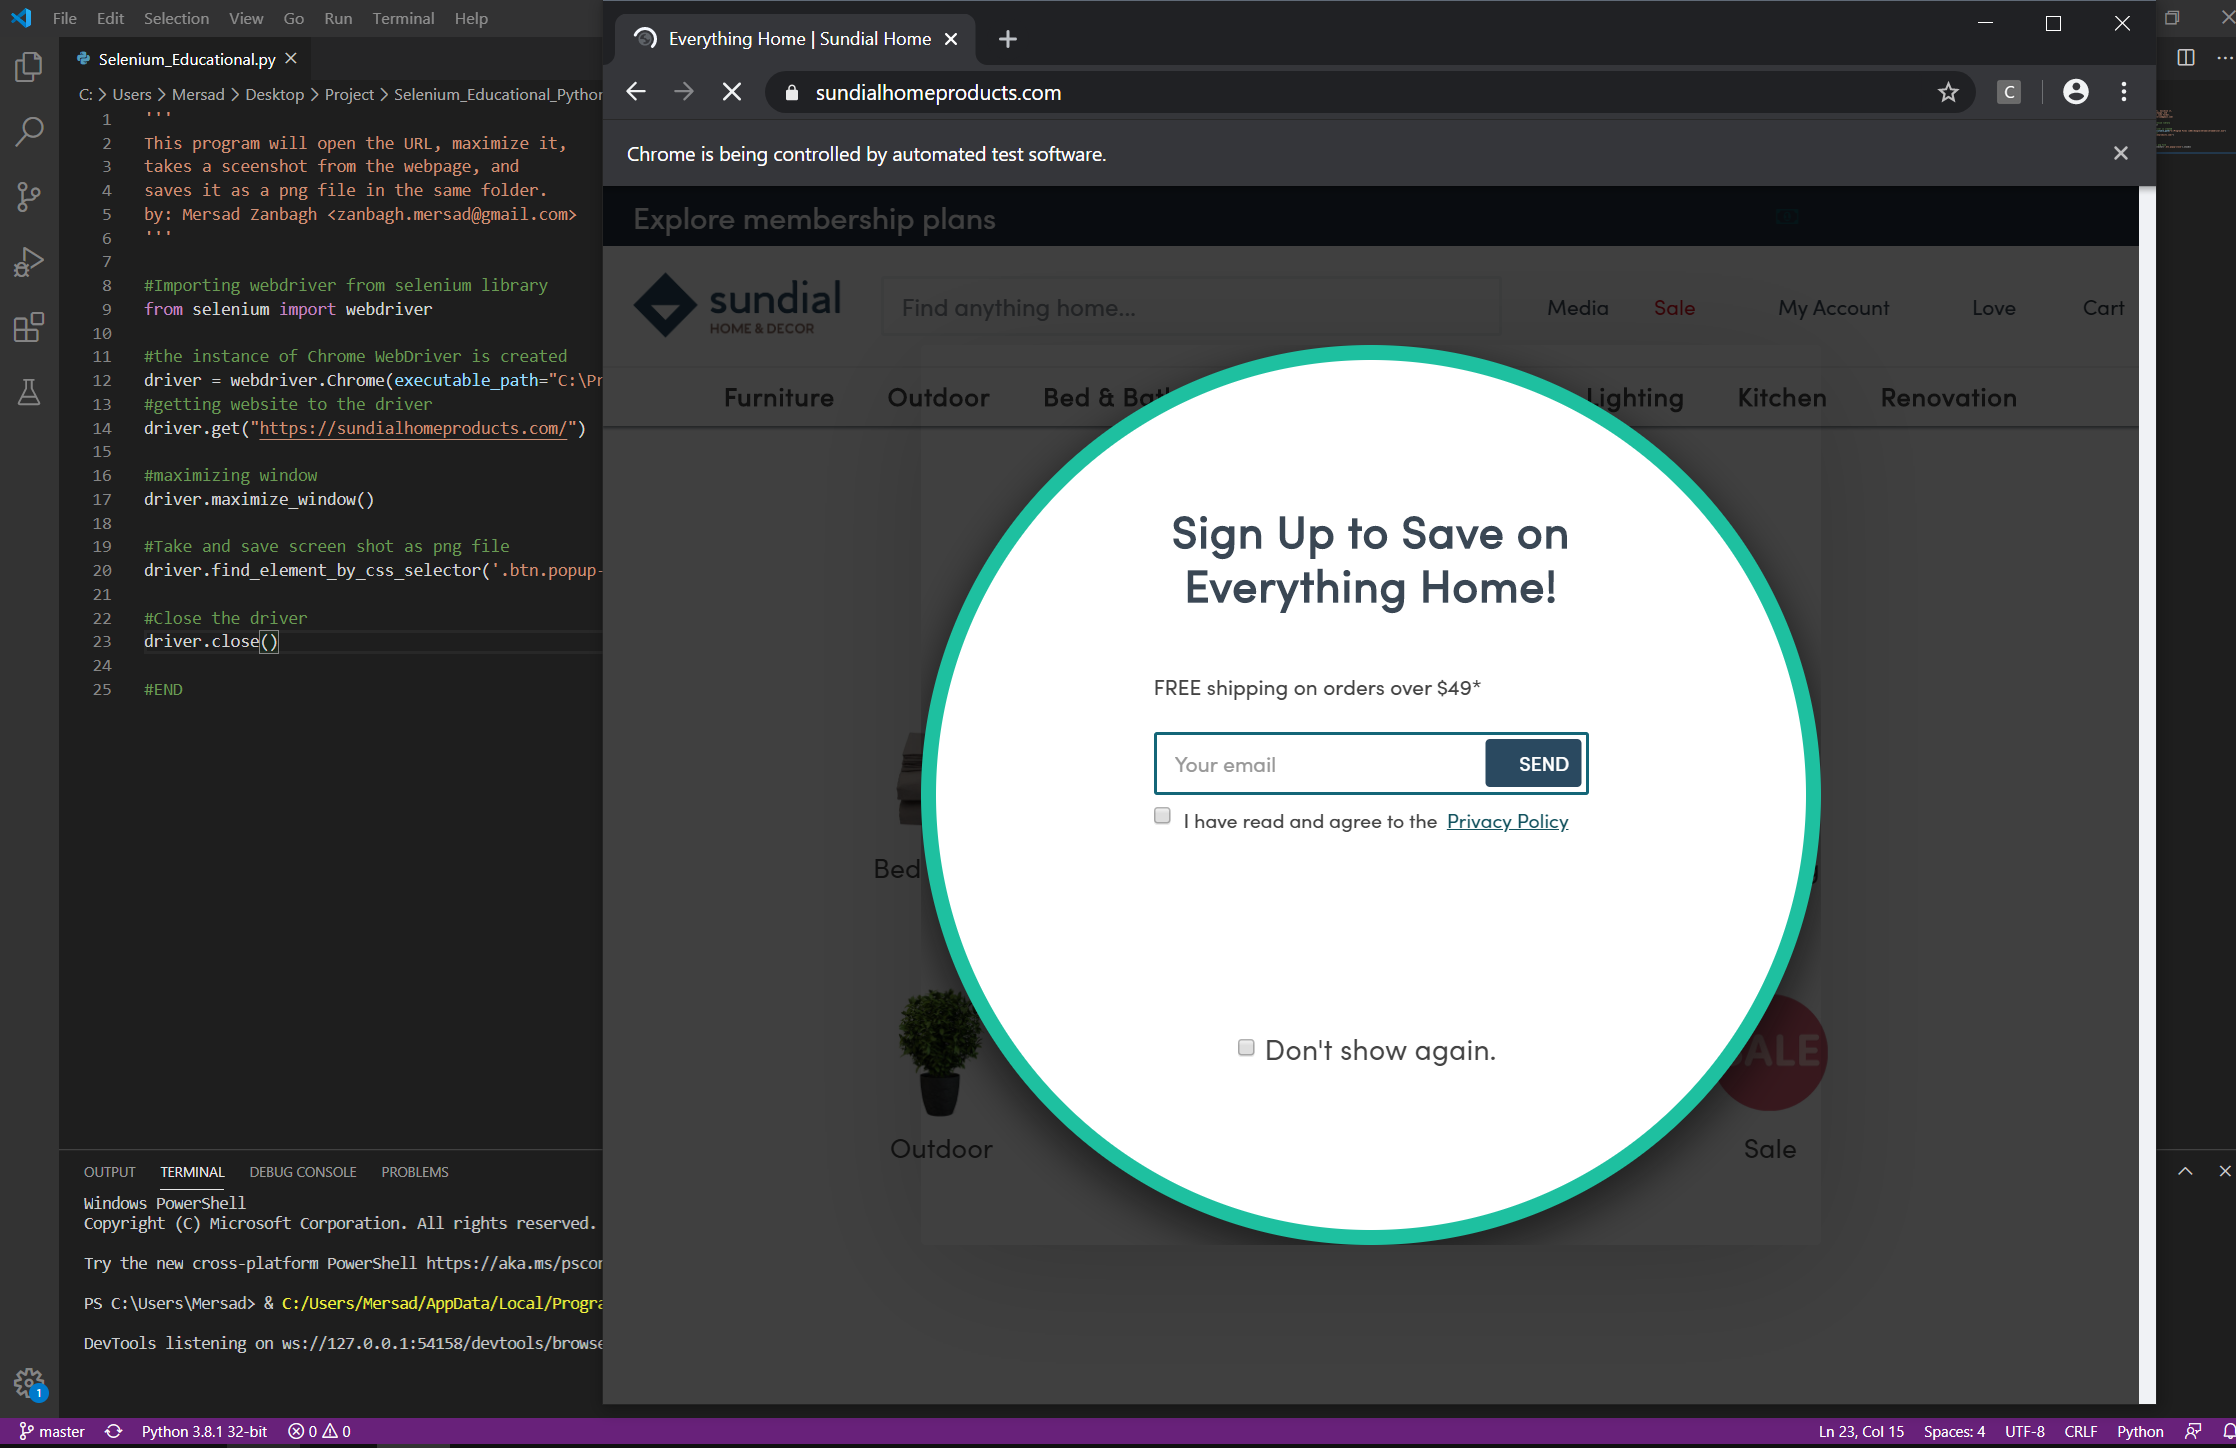 File Edit Selection View Go Run Terminal Help
Selenium_Educational.py
C: > Users > Mersad > Desktop > Project > Selenium_Educational_Python
1 '''
2 This program will open the URL, maximize it,
3 takes a sceenshot from the webpage, and
4 saves it as a png file in the same folder.
5 by: Mersad Zanbagh <zanbagh.mersad@gmail.com>
6 '''
7
8 #Importing webdriver from selenium library
9 from selenium import webdriver
10
11 #the instance of Chrome WebDriver is created
12 driver = webdriver.Chrome(executable_path="C:\Pr
13 #getting website to the driver
14 driver.get("https://sundialhomeproducts.com/")
15
16 #maximizing window
17 driver.maximize_window()
18
19 #Take and save screen shot as png file
20 driver.find_element_by_css_selector('.btn.popup-
21
22 #Close the driver
23 driver.close()
24
25 #END
OUTPUT TERMINAL DEBUG CONSOLE PROBLEMS
Windows PowerShell
Copyright (C) Microsoft Corporation. All rights reserved.
Try the new cross-platform PowerShell https://aka.ms/pscor
PS C:\Users\Mersad> & C:/Users/Mersad/AppData/Local/Progra
DevTools listening on ws://127.0.0.1:54158/devtools/browse
1
master Python 3.8.1 32-bit 0 0 Ln 23, Col 15 Spaces: 4 UTF-8 CRLF Python
Everything Home | Sundial Home
sundialhomeproducts.com C
Chrome is being controlled by automated test software.
Explore membership plans
sundial
HOME & DECOR
Find anything home...
Media Sale My Account Love Cart
Furniture Outdoor Bed & Bath Lighting Kitchen Renovation
Sign Up to Save on
Everything Home!
FREE shipping on orders over $49*
Your email SEND
I have read and agree to the Privacy Policy
Bed
Don't show again.
SALE
Outdoor Sale